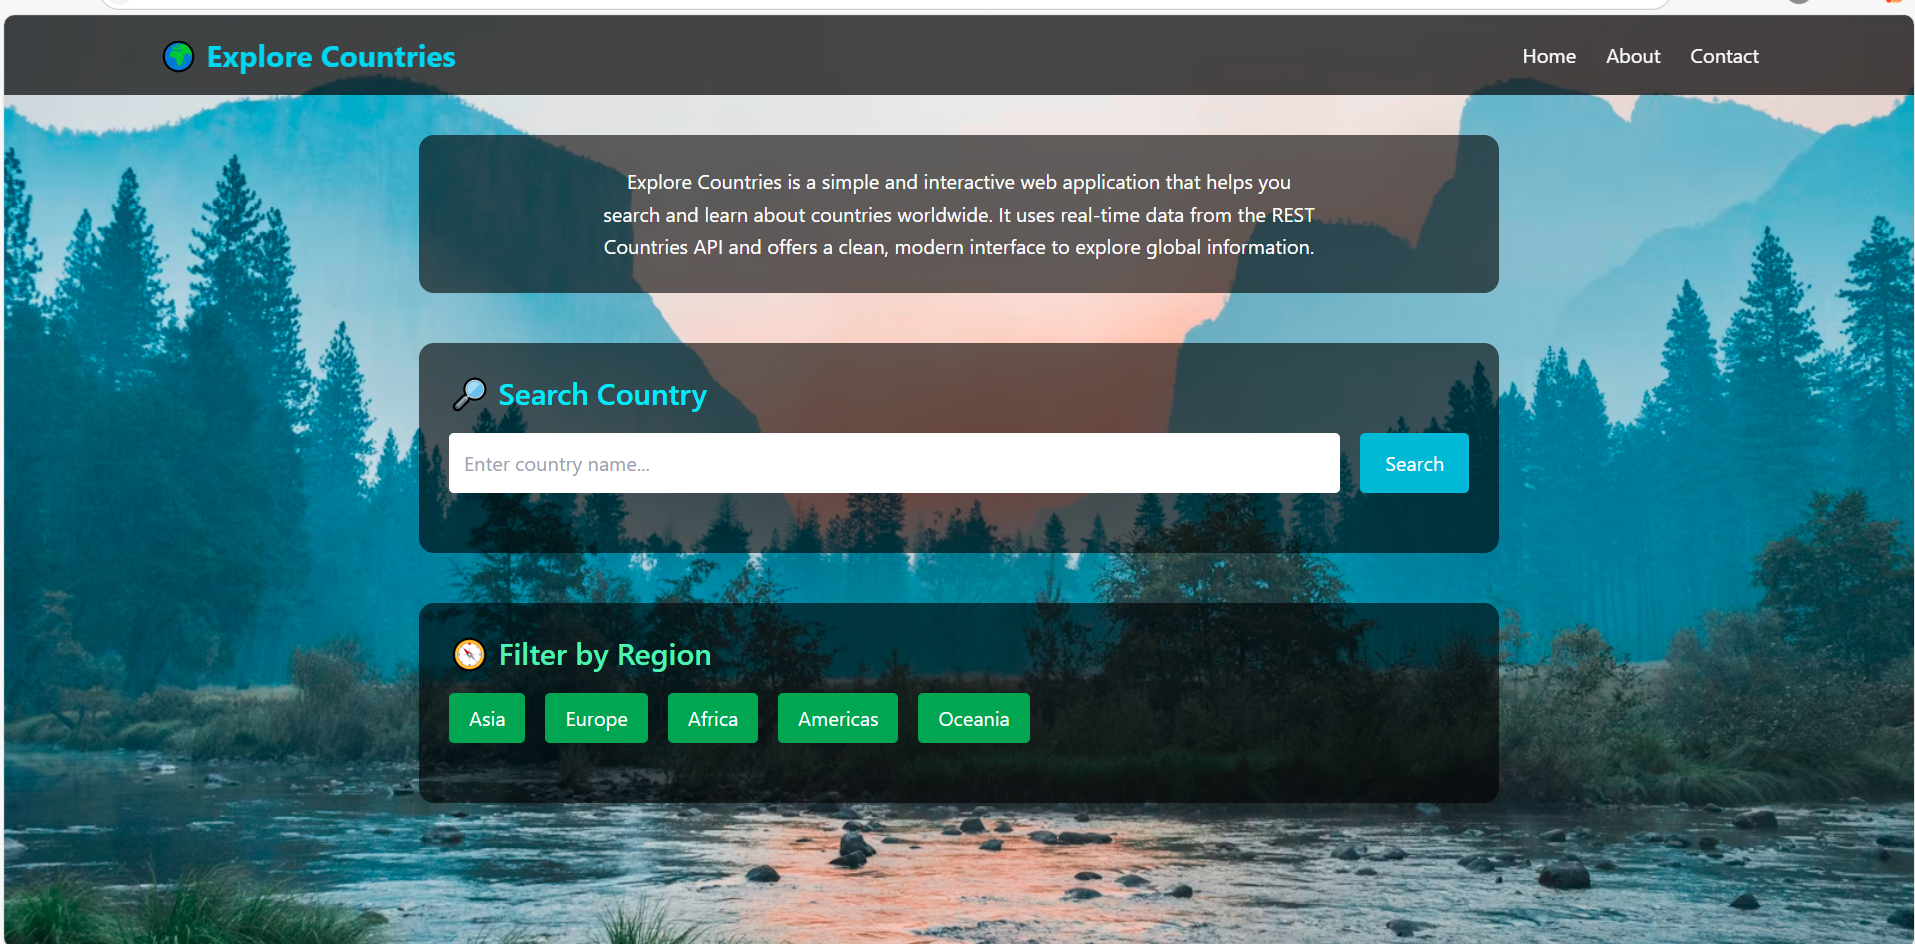 Explore Countries
Home About Contact
Explore Countries is a simple and interactive web application that helps you
search and learn about countries worldwide. It uses real-time data from the REST
Countries API and offers a clean, modern interface to explore global information.
Search Country
Enter country name...
Search
Filter by Region
Asia Europe Africa Americas Oceania